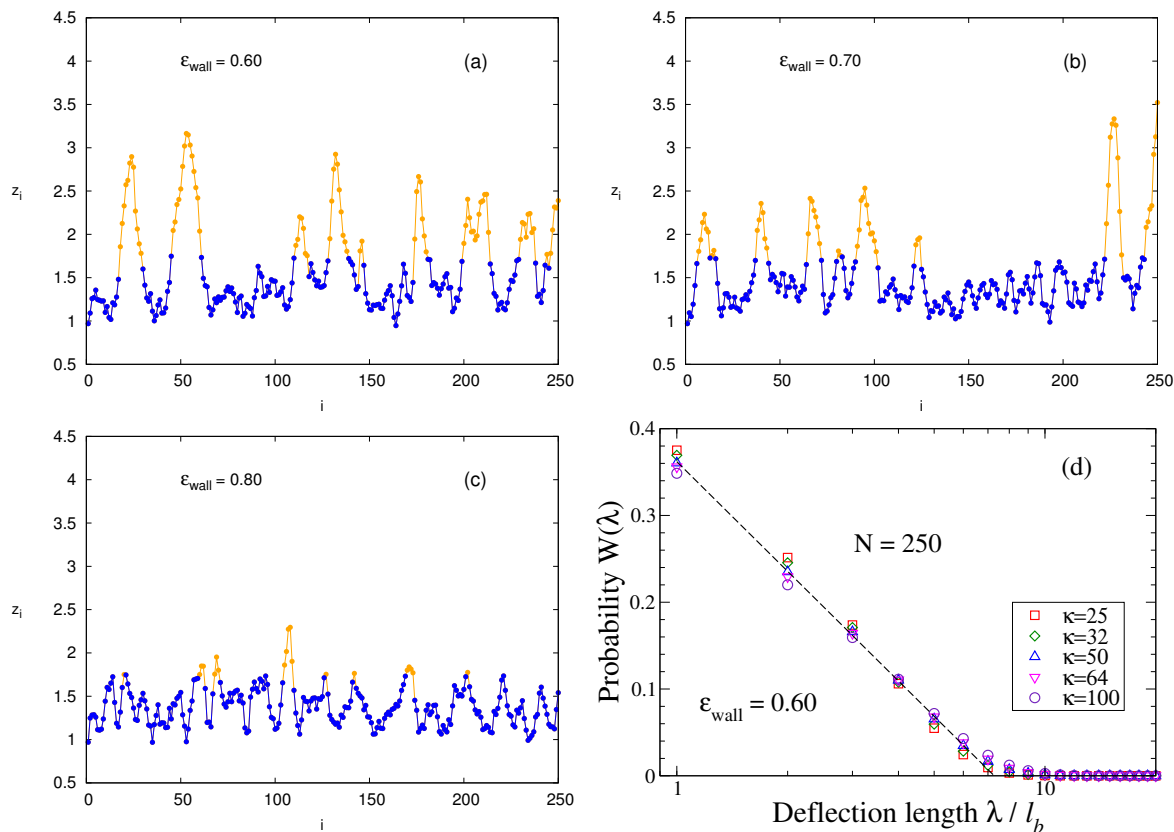 4.5
4
3.5
3
2.5
2
1.5
1
0.5
z_i
ε_wall = 0.60
(a)
0 50 100 150 200 250
i
4.5
4
3.5
3
2.5
2
1.5
1
0.5
z_i
ε_wall = 0.70
(b)
0 50 100 150 200 250
i
4.5
4
3.5
3
2.5
2
1.5
1
0.5
z_i
ε_wall = 0.80
(c)
0 50 100 150 200 250
i
0.4
0.3
0.2
0.1
0
Probability W(λ)
(d)
N = 250
κ=25
κ=32
κ=50
κ=64
κ=100
ε_wall = 0.60
1 10
Deflection length λ / l_b